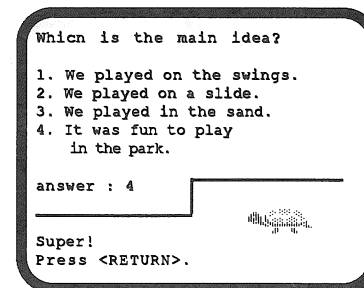 Whicn is the main idea?
1. We played on the swings.
2. We played on a slide.
3. We played in the sand.
4. It was fun to play
in the park.
answer : 4
Super!
Press <RETURN>.